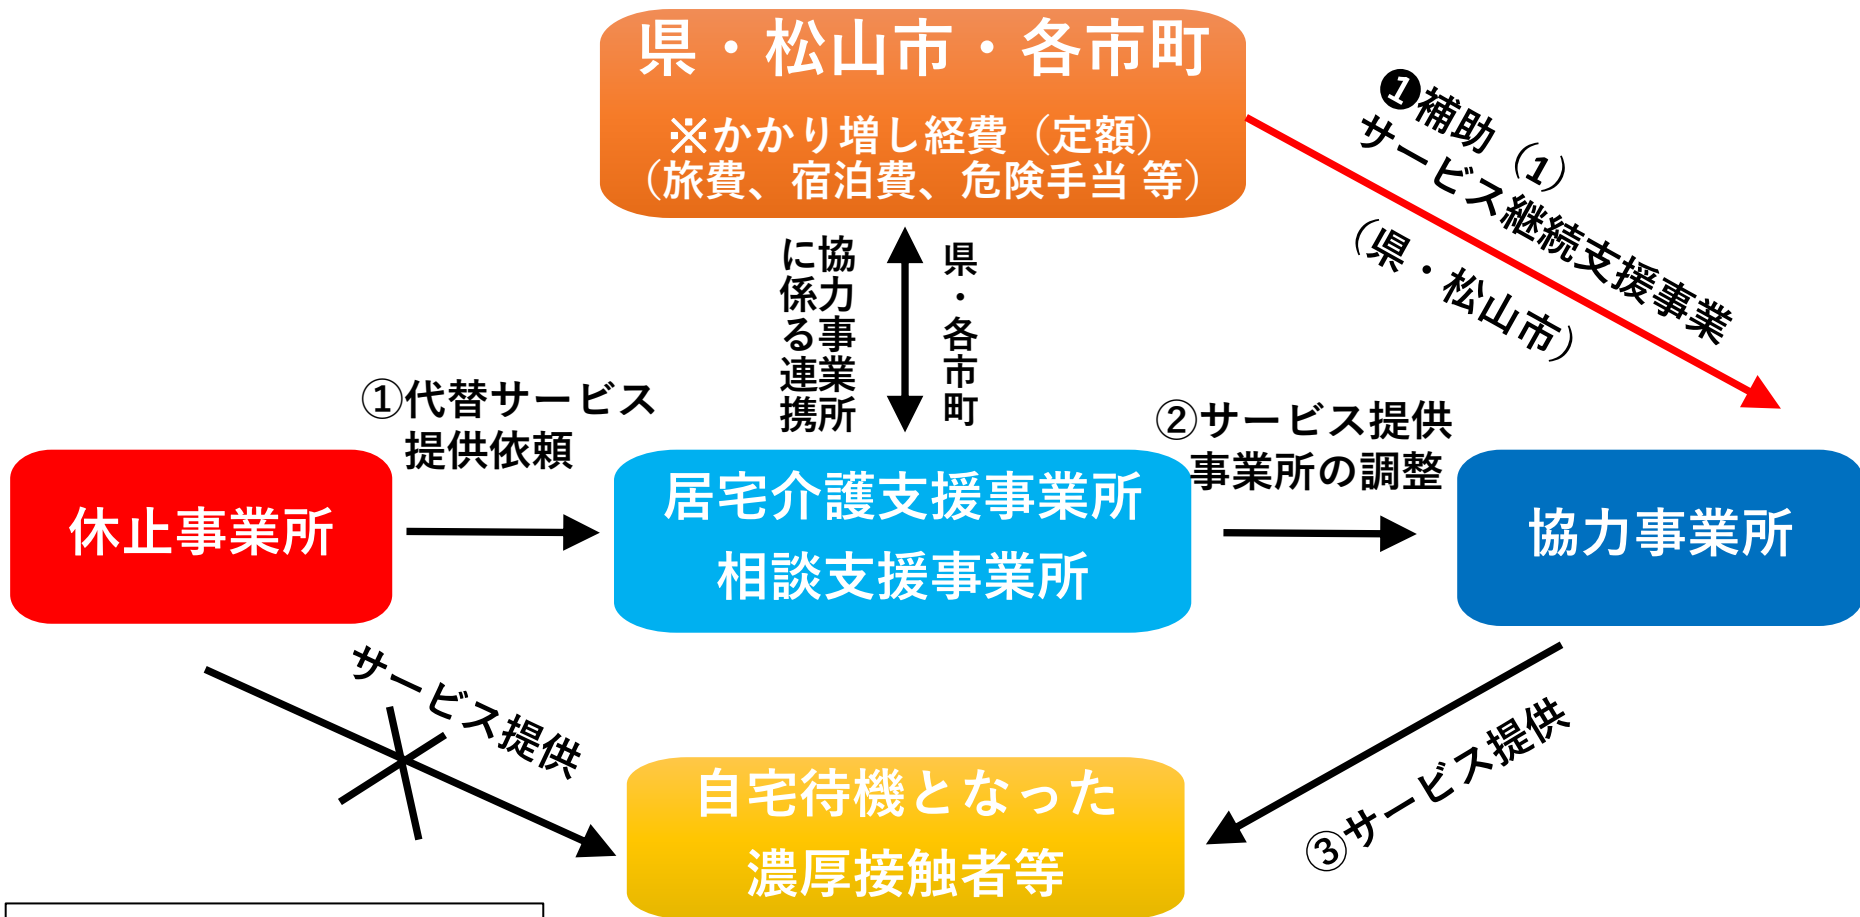 県・松山市・各市町
※かかり増し経費（定額）
（旅費、宿泊費、危険手当 等）
❶補助（1）
サービス継続支援事業
（県・松山市）
協力事業所
に係る連携
県・各市町
①代替サービス
提供依頼
②サービス提供
事業所の調整
休止事業所
居宅介護支援事業所
相談支援事業所
協力事業所
サービス提供
③サービス提供
自宅待機となった
濃厚接触者等